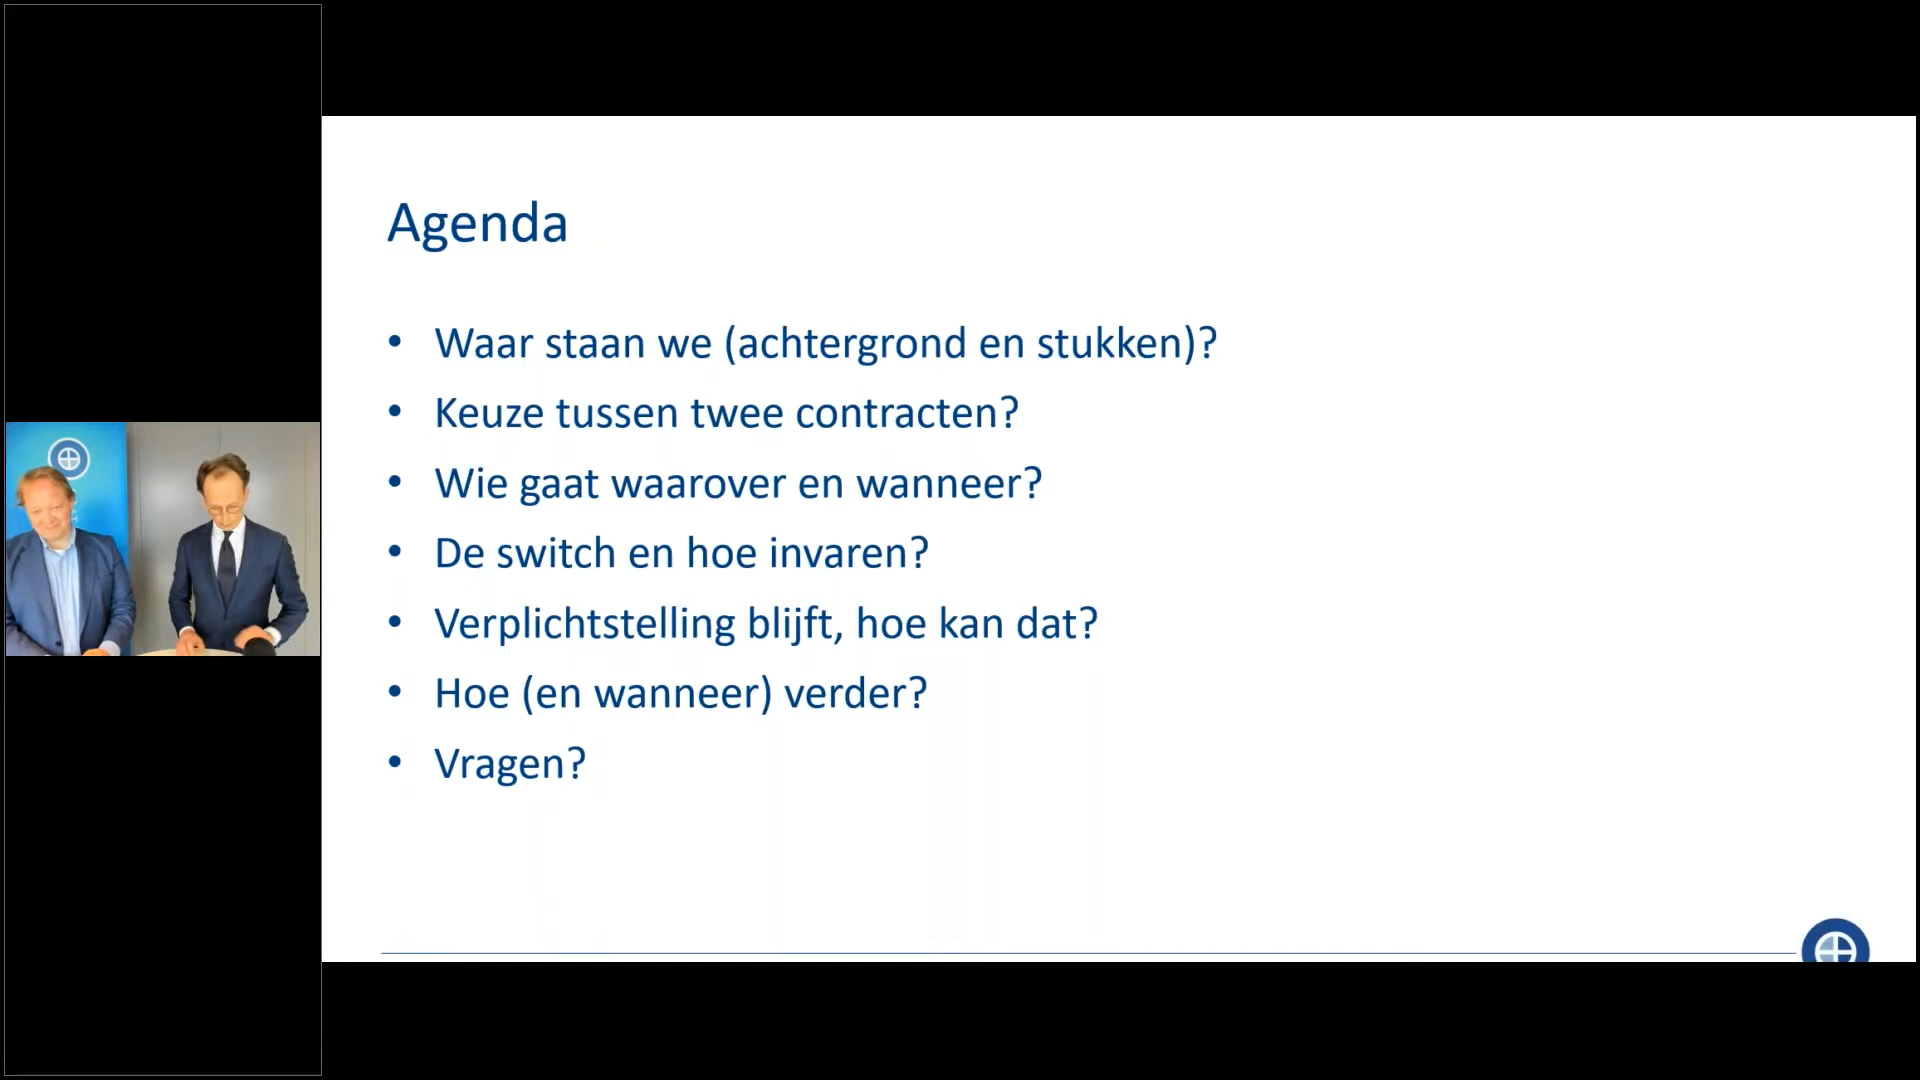 Agenda
• Waar staan we (achtergrond en stukken)?
• Keuze tussen twee contracten?
• Wie gaat waarover en wanneer?
• De switch en hoe invaren?
• Verplichtstelling blijft, hoe kan dat?
• Hoe (en wanneer) verder?
• Vragen?